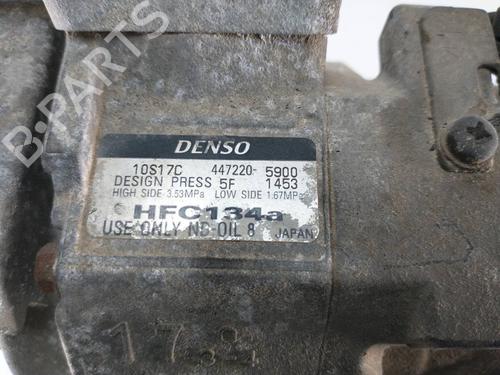 DENSO
10S17C 447220- 5900
DESIGN PRESS 5F 1453
HIGH SIDE 3.53MPa LOW SIDE 1.67MPa
HFC134a
USE ONLY ND-OIL 8 JAPAN
B-PARTS